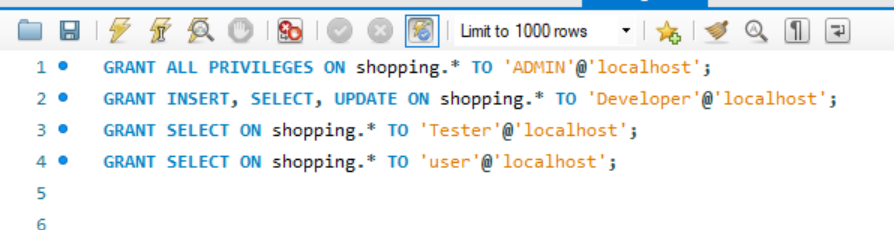 Limit to 1000 rows
1 GRANT ALL PRIVILEGES ON shopping.* TO 'ADMIN'@'localhost';
2 GRANT INSERT, SELECT, UPDATE ON shopping.* TO 'Developer'@'localhost';
3 GRANT SELECT ON shopping.* TO 'Tester'@'localhost';
4 GRANT SELECT ON shopping.* TO 'user'@'localhost';
5
6